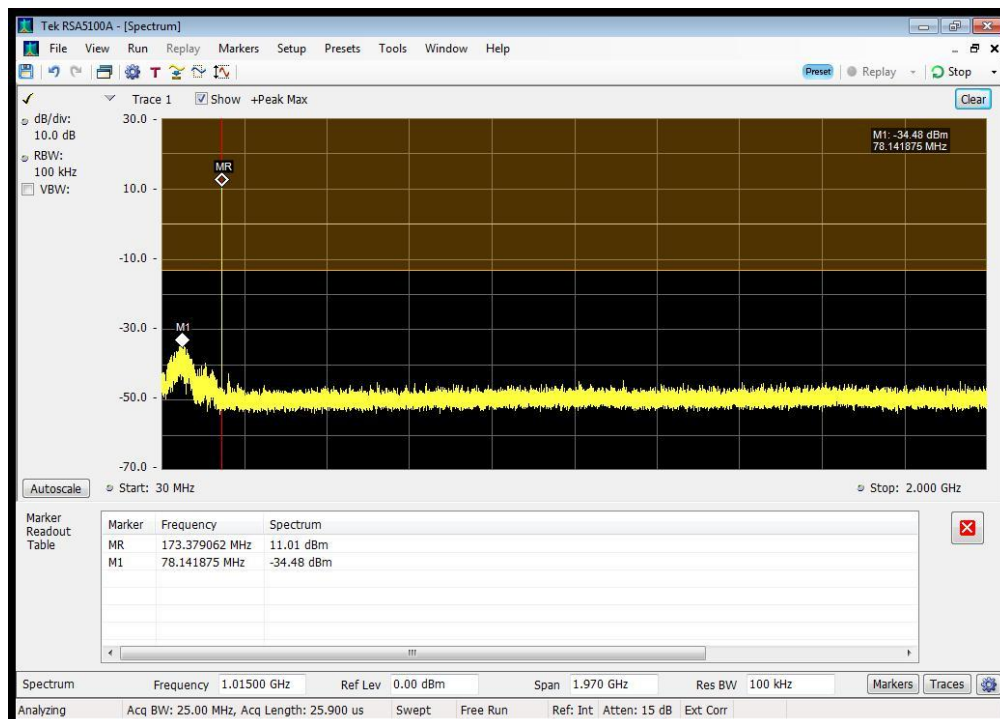 Tek RSA5100A - [Spectrum]
File View Run Replay Markers Setup Presets Tools Window Help
T Preset Replay Stop
Trace 1 Show +Peak Max Clear
dB/div:
10.0 dB
RBW:
100 kHz
VBW:
30.0
10.0
-10.0
-30.0
-50.0
-70.0
M1: -34.48 dBm
78.141875 MHz
MR
M1
Autoscale Start: 30 MHz Stop: 2.000 GHz
Marker Readout Table
Marker Frequency Spectrum
MR 173.379062 MHz 11.01 dBm
M1 78.141875 MHz -34.48 dBm
Spectrum Frequency 1.01500 GHz Ref Lev 0.00 dBm Span 1.970 GHz Res BW 100 kHz Markers Traces
Analyzing Acq BW: 25.00 MHz, Acq Length: 25.900 us Swept Free Run Ref: Int Atten: 15 dB Ext Corr